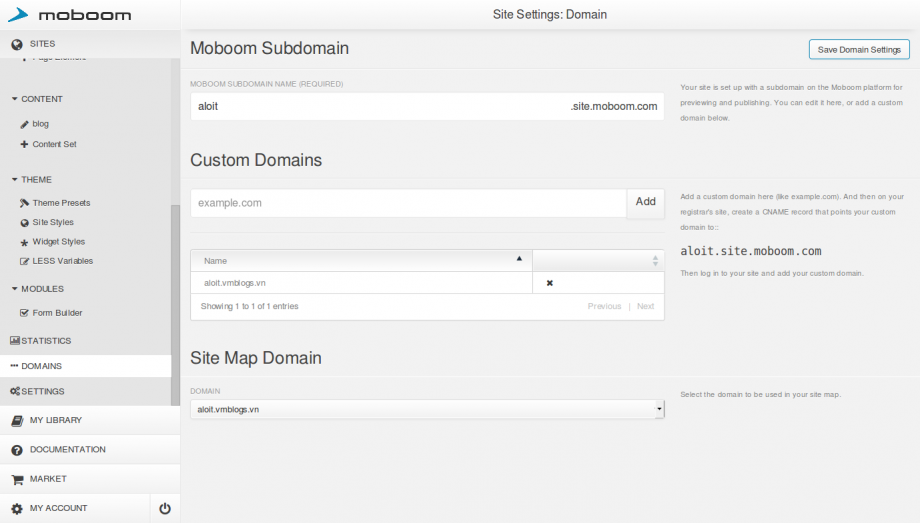 moboom
Site Settings: Domain
SITES
Page Element
CONTENT
blog
Content Set
THEME
Theme Presets
Site Styles
Widget Styles
LESS Variables
MODULES
Form Builder
STATISTICS
DOMAINS
SETTINGS
MY LIBRARY
DOCUMENTATION
MARKET
MY ACCOUNT
Moboom Subdomain
Save Domain Settings
MOBOOM SUBDOMAIN NAME (REQUIRED)
aloit .site.moboom.com
Your site is set up with a subdomain on the Moboom platform for
previewing and publishing. You can edit it here, or add a custom
domain below.
Custom Domains
example.com Add
Add a custom domain here (like example.com). And then on your
registrar's site, create a CNAME record that points your custom
domain to::
aloit.site.moboom.com
Then log in to your site and add your custom domain.
Name
aloit.vmblogs.vn
Showing 1 to 1 of 1 entries Previous | Next
Site Map Domain
DOMAIN
aloit.vmblogs.vn
Select the domain to be used in your site map.